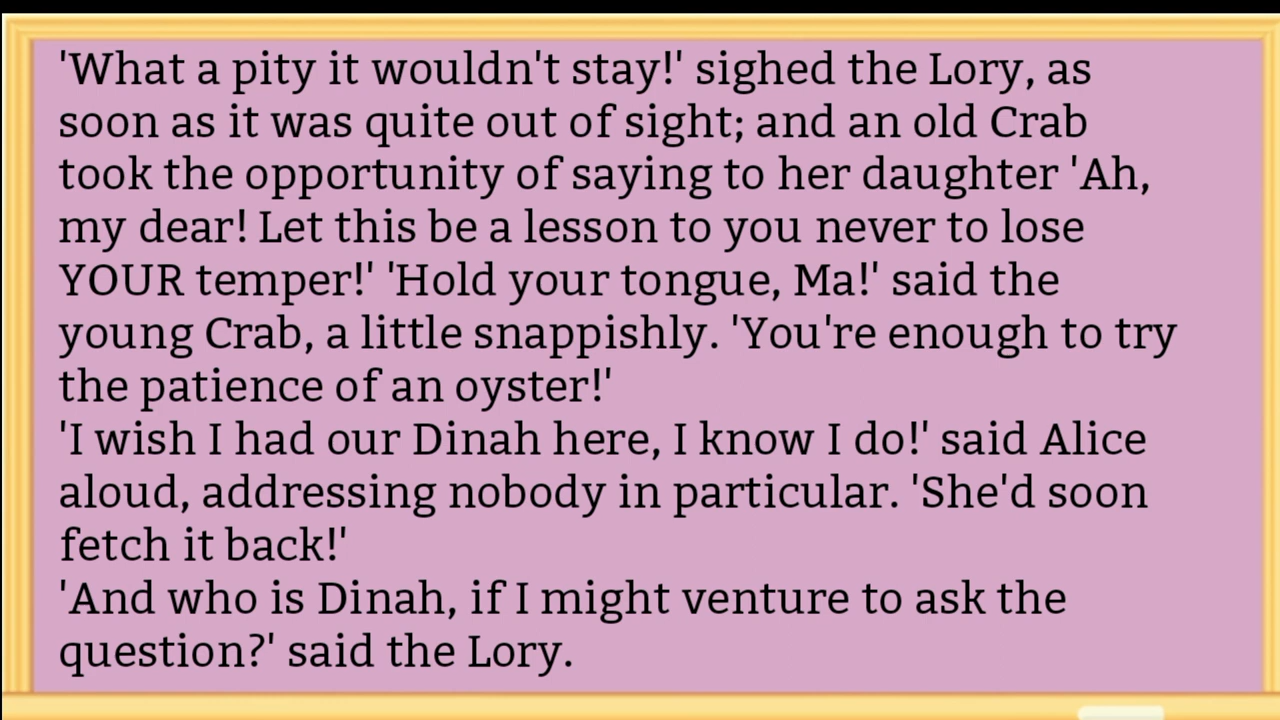 'What a pity it wouldn't stay!' sighed the Lory, as
soon as it was quite out of sight; and an old Crab
took the opportunity of saying to her daughter 'Ah,
my dear! Let this be a lesson to you never to lose
YOUR temper!' 'Hold your tongue, Ma!' said the
young Crab, a little snappishly. 'You're enough to try
the patience of an oyster!'
'I wish I had our Dinah here, I know I do!' said Alice
aloud, addressing nobody in particular. 'She'd soon
fetch it back!'
'And who is Dinah, if I might venture to ask the
question?' said the Lory.